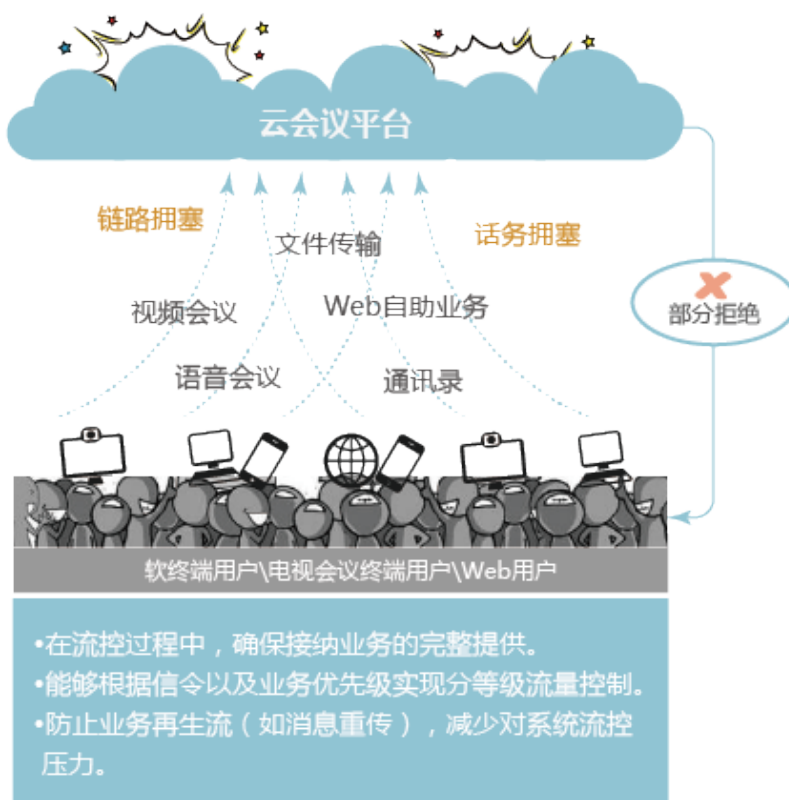 云会议平台
链路拥塞
文件传输
话务拥塞
视频会议
Web自助业务
部分拒绝
语音会议
通讯录
软终端用户\电视会议终端用户\Web用户
•在流控过程中，确保接纳业务的完整提供。
•能够根据信令以及业务优先级实现分等级流量控制。
•防止业务再生流（如消息重传），减少对系统流控
压力。